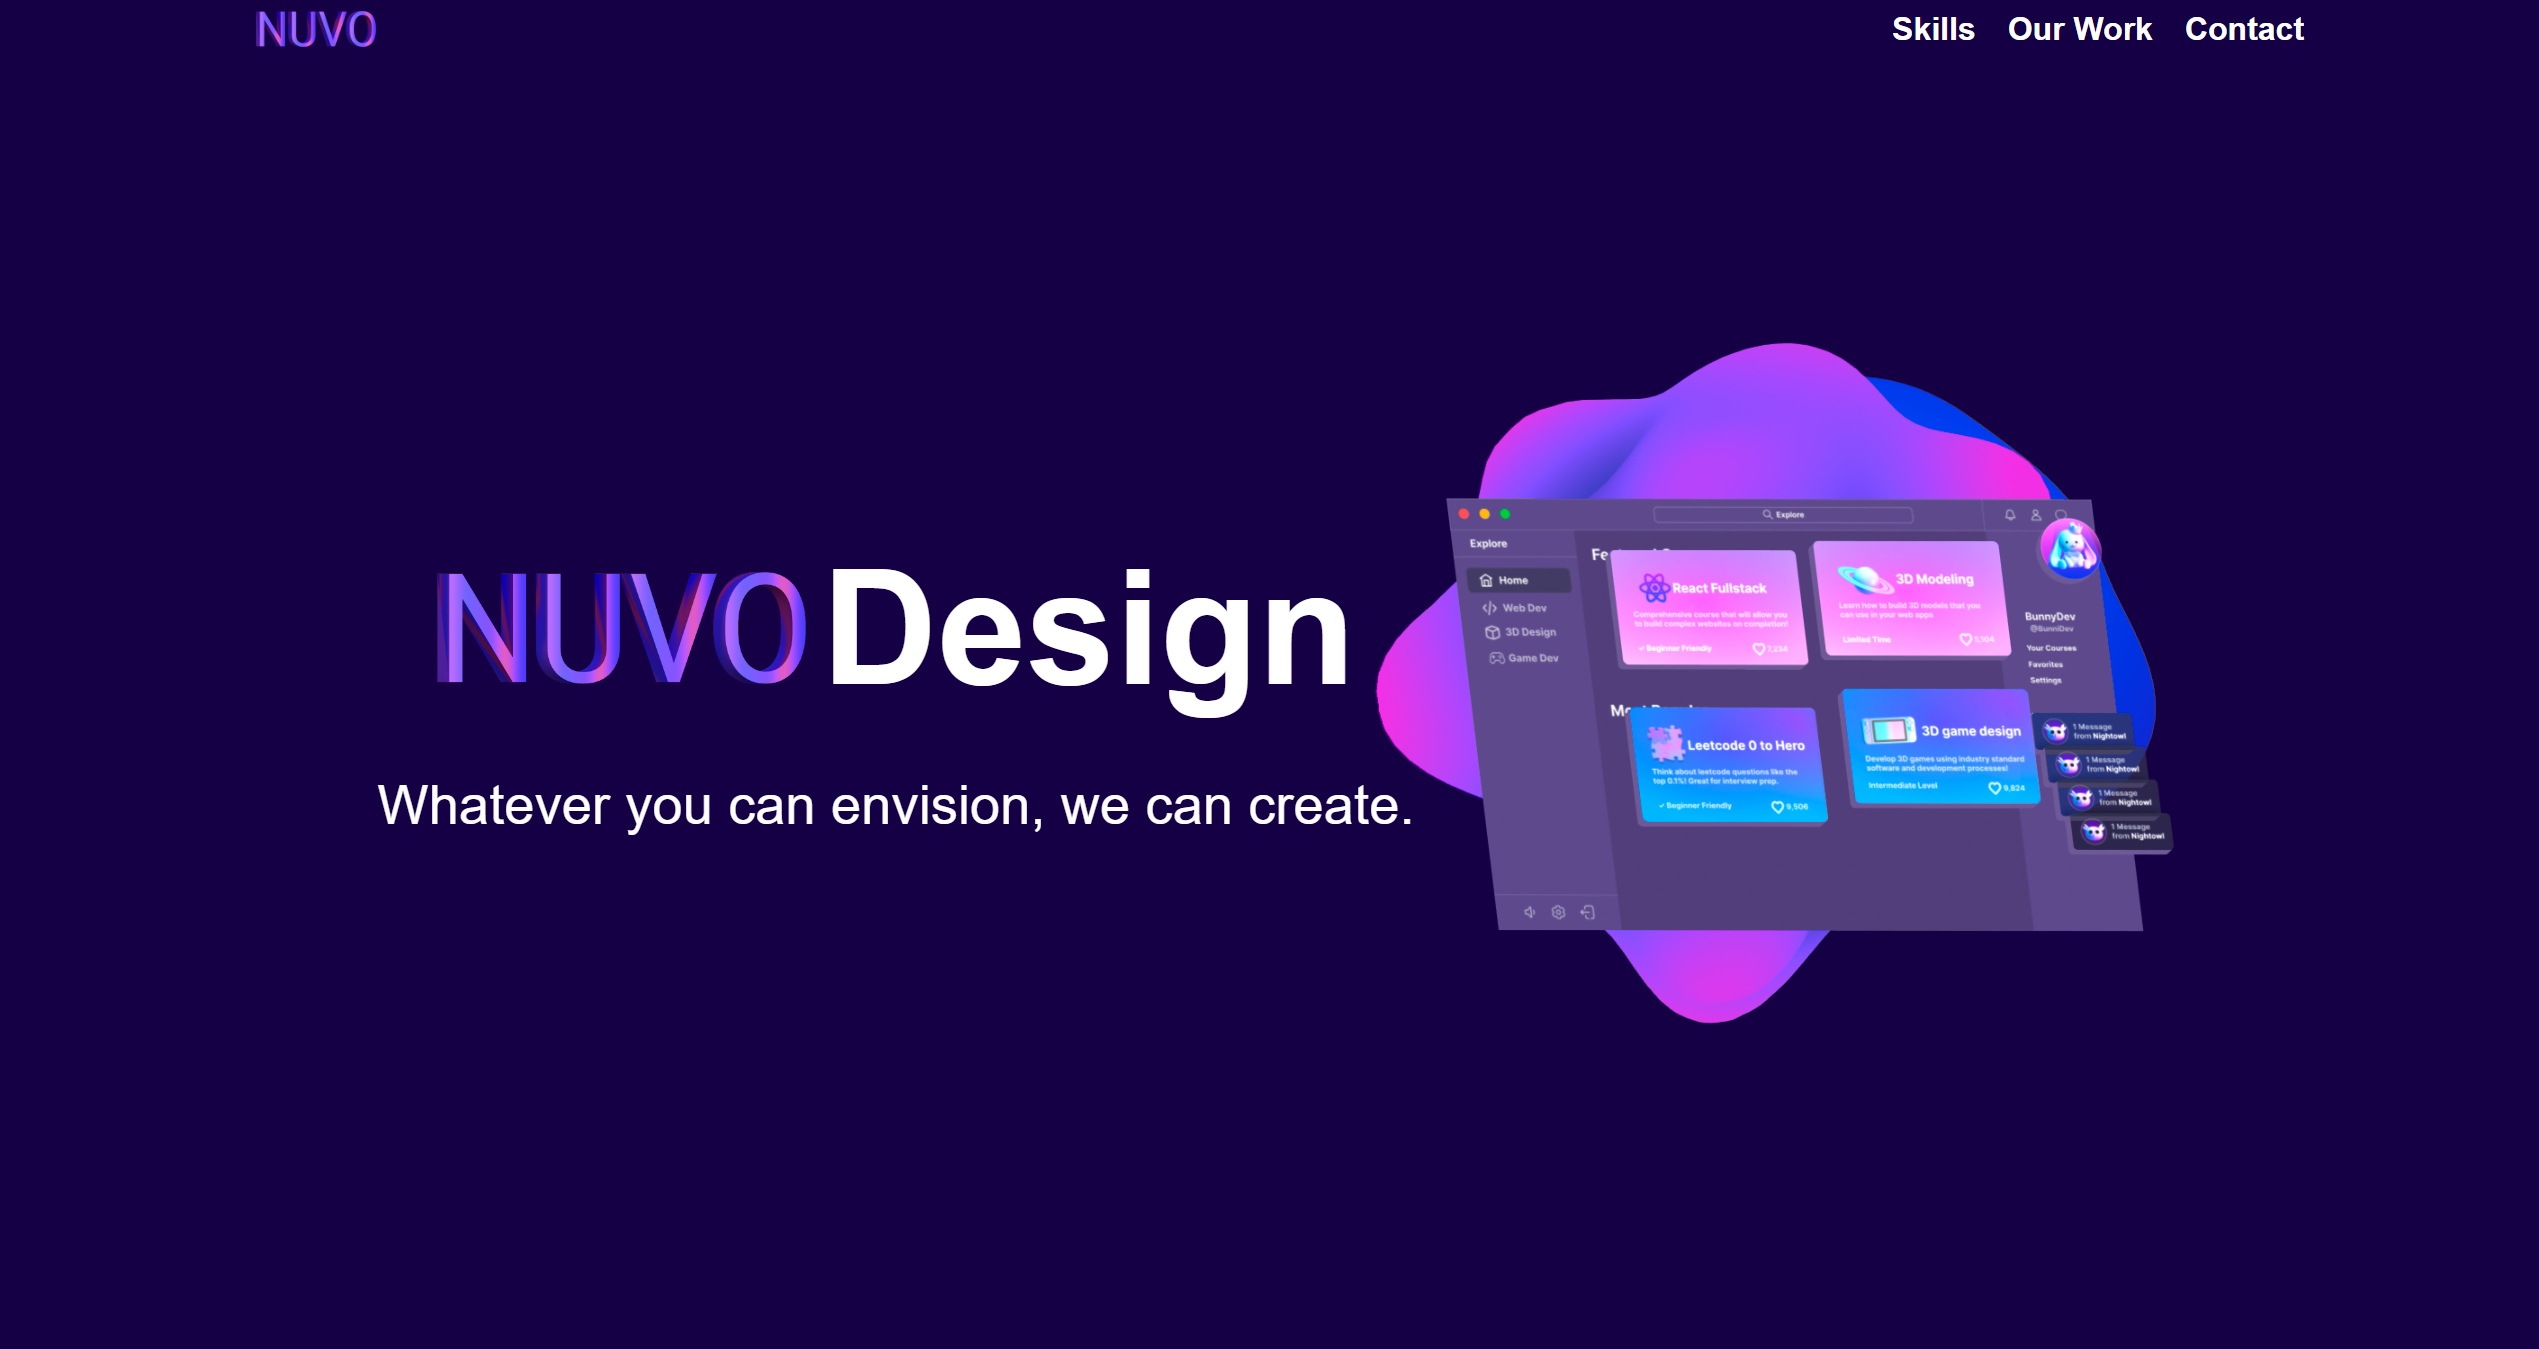 NUVO
Skills Our Work Contact
NUVO Design
Whatever you can envision, we can create.
Explore
Explore
Home
Web Dev
3D Design
Game Dev
React Fullstack
Comprehensive course that will allow you
to build complex websites on completion!
✓ Beginner Friendly
7,234
3D Modeling
Learn how to build 3D models that you
can use in your web apps
Limited Time
Leetcode 0 to Hero
Think about leetcode questions like the
top 0.1%! Great for interview prep.
✓ Beginner Friendly
9,506
3D game design
Develop 3D games using industry standard
software and development processes!
Intermediate Level
9,824
BunnyDev
@BunniDev
Your Courses
Favorites
Settings
1 Message
from Nightowl
1 Message
from Nightowl
1 Message
from Nightowl
1 Message
from Nightowl